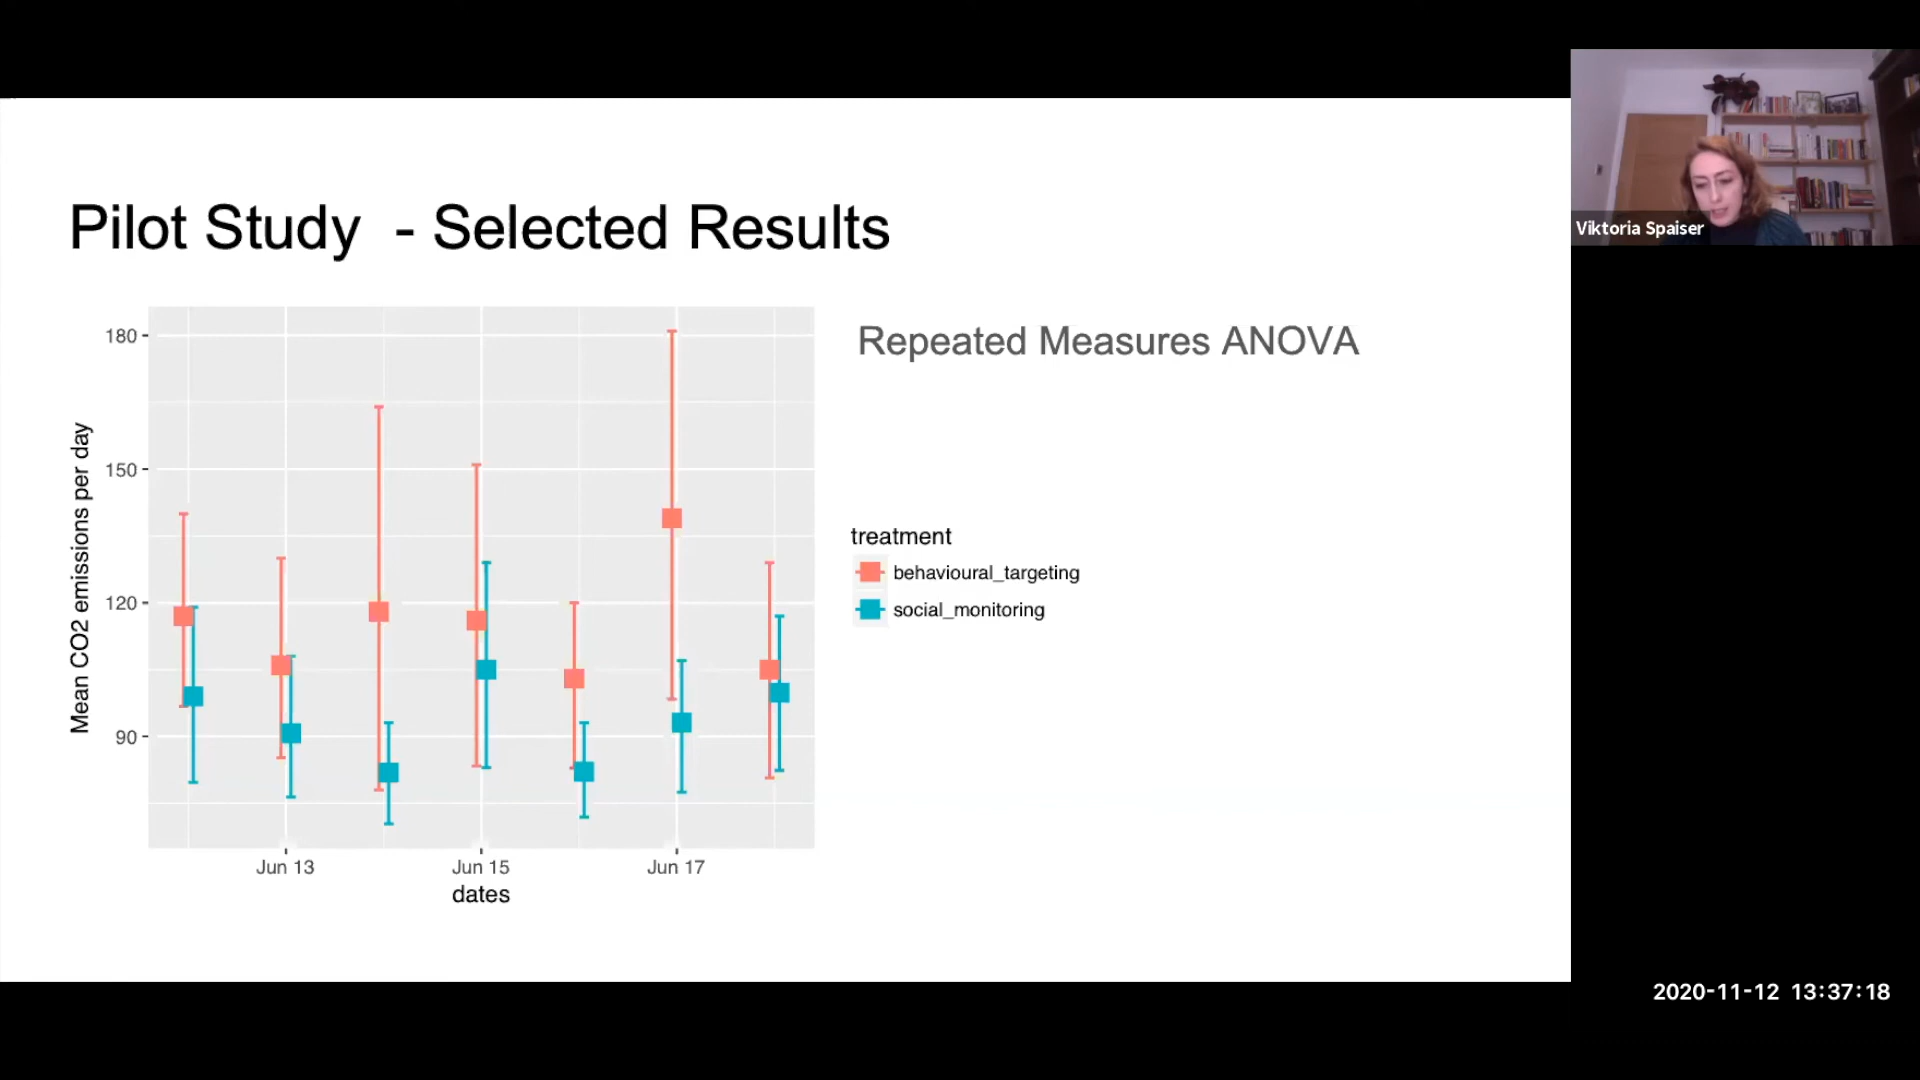 Viktoria Spaiser
Pilot Study - Selected Results
Repeated Measures ANOVA
180
150
120
90
Mean CO2 emissions per day
Jun 13
Jun 15
Jun 17
dates
treatment
behavioural_targeting
social_monitoring
2020-11-12 13:37:18